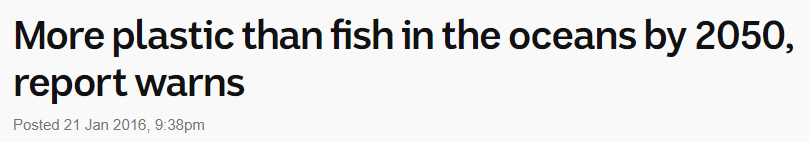 More plastic than fish in the oceans by 2050,
report warns
Posted 21 Jan 2016, 9:38pm